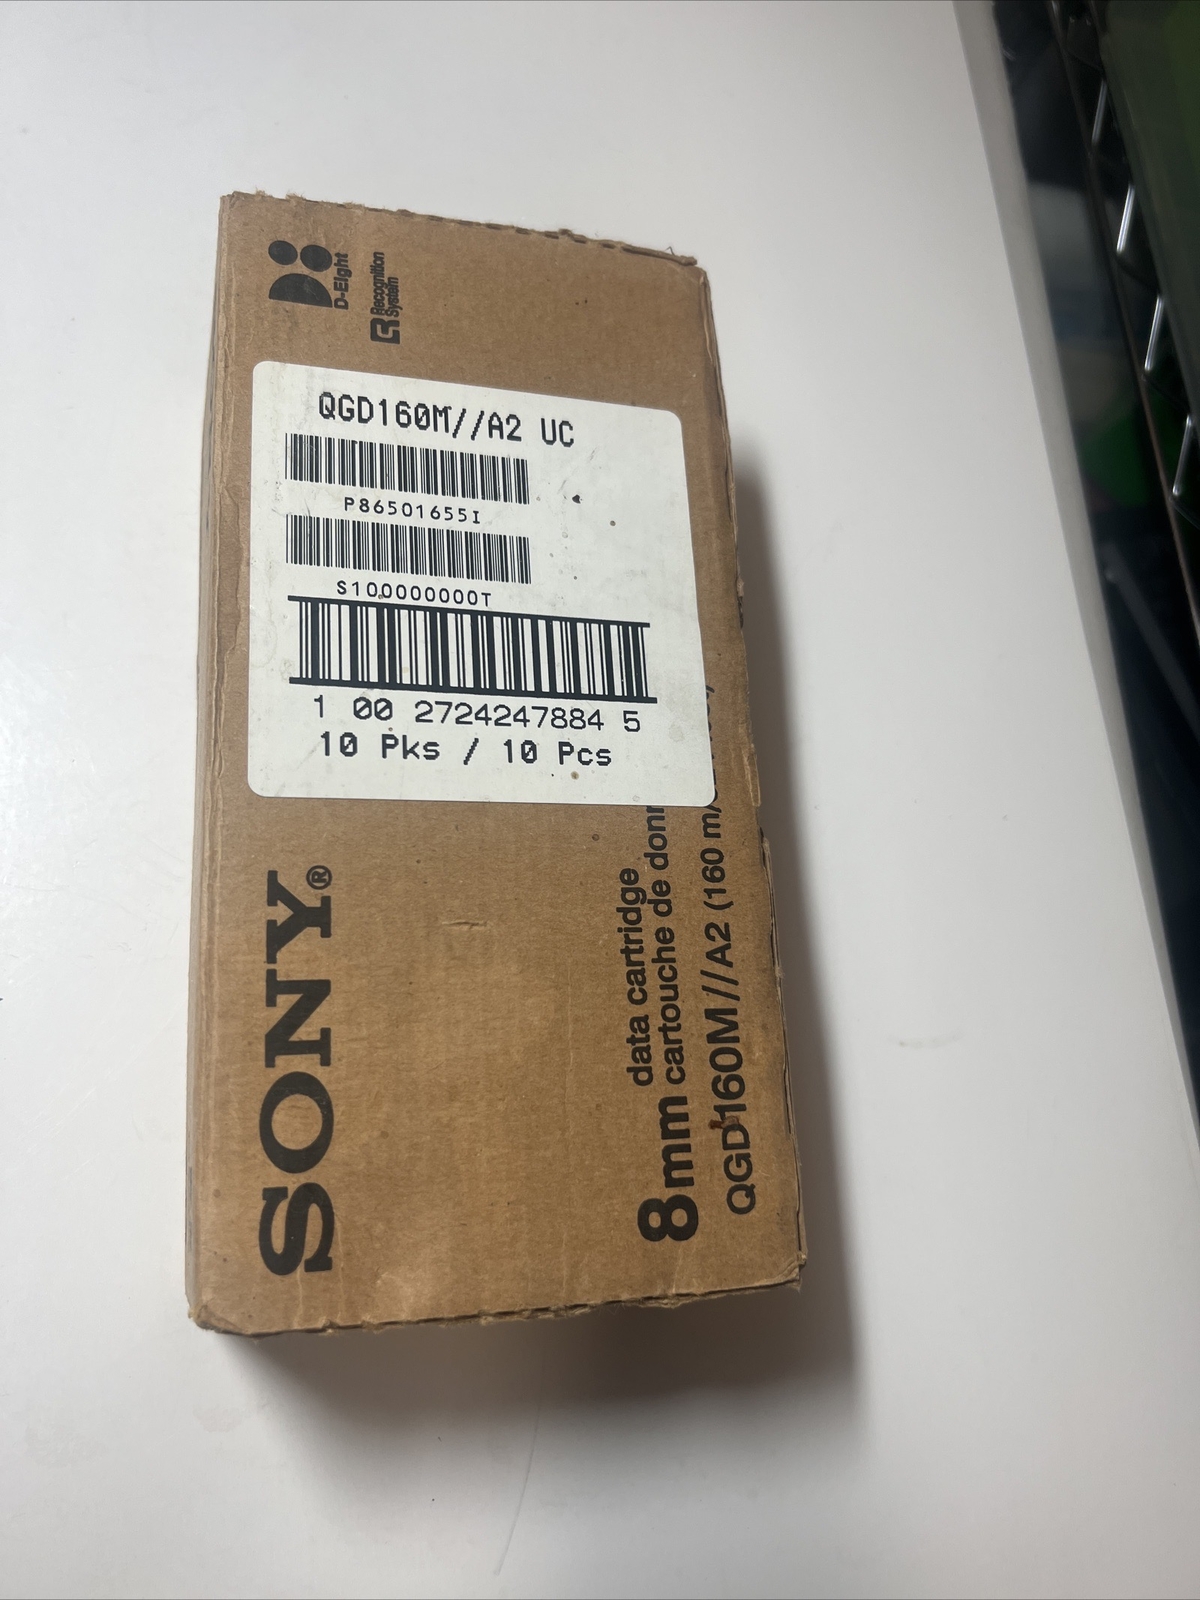 D-Eight
Recognition
System
QGD160M//A2 UC
P86501655I
S100000000T
1 00 2724247884 5
10 Pks / 10 Pcs
SONY®
data cartridge
8mm cartouche de
QGD160M//A2 (160 m/